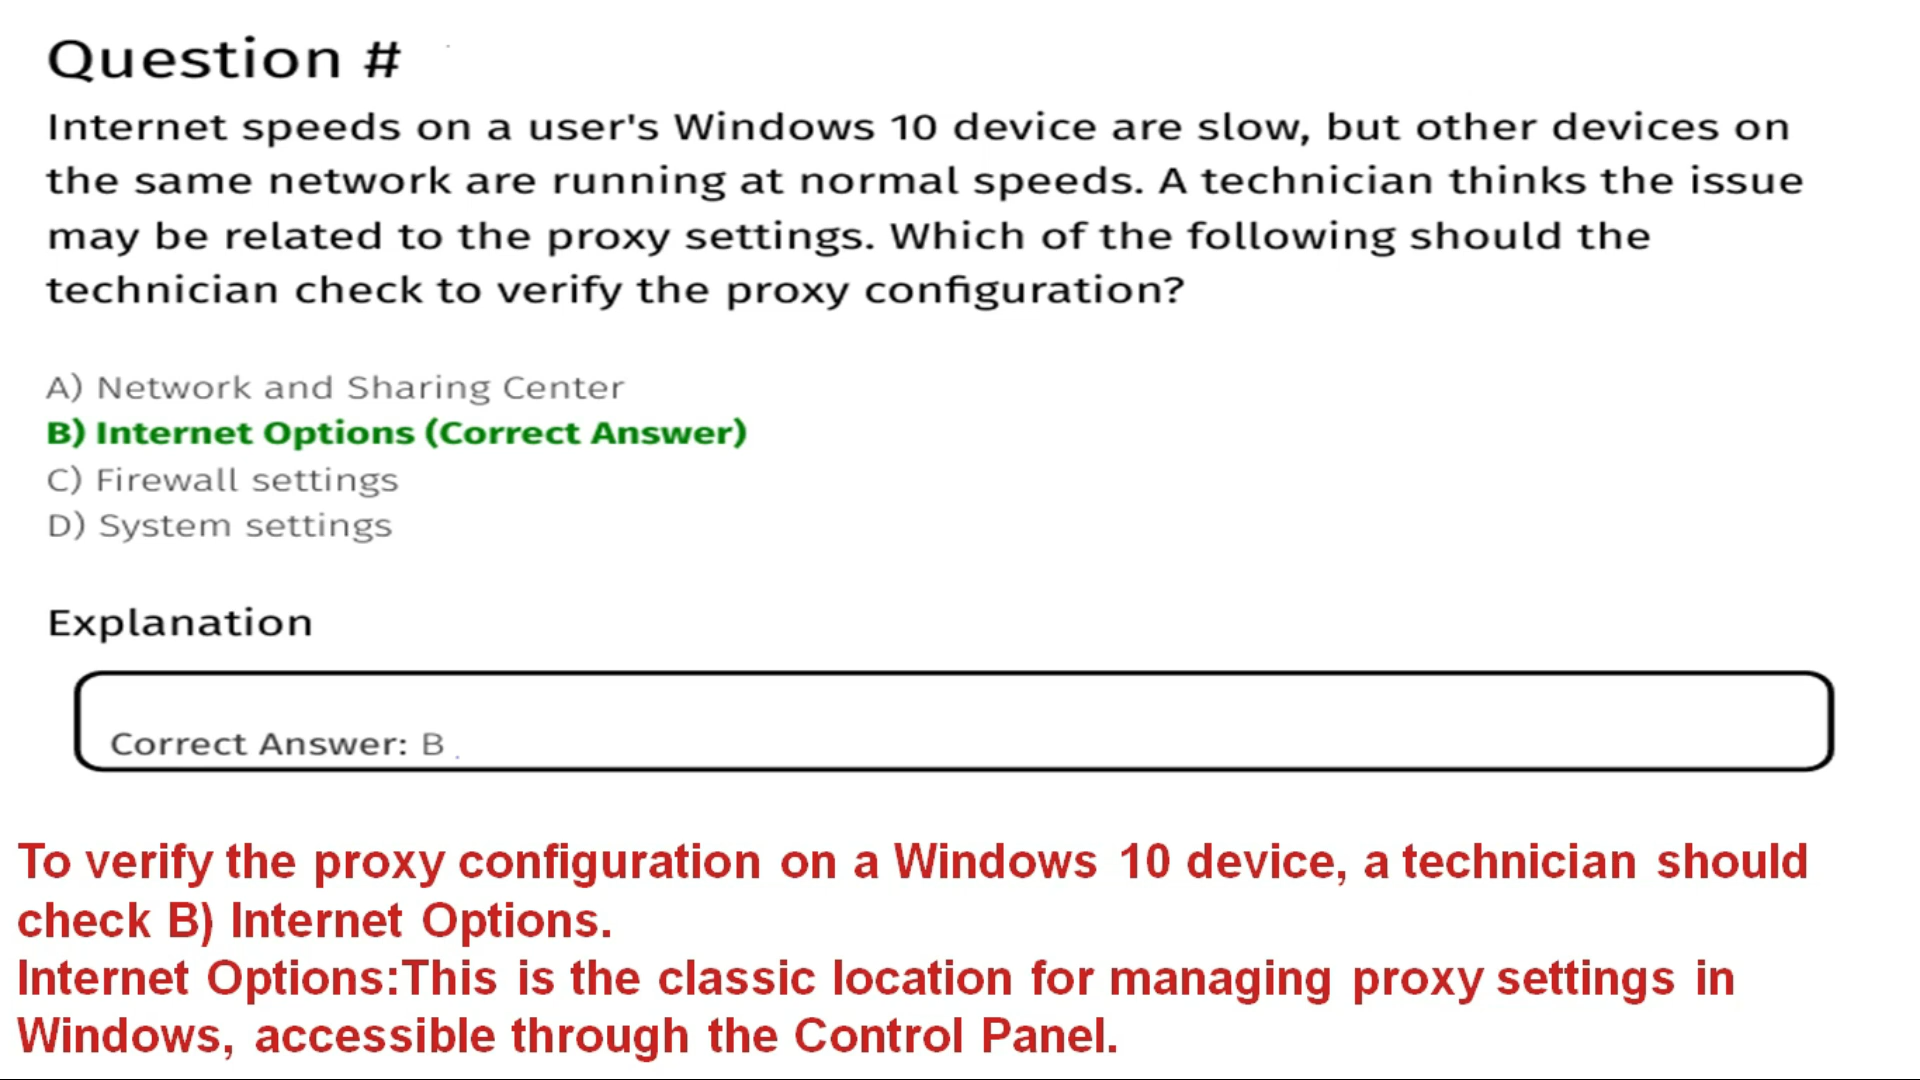 Question #
Internet speeds on a user's Windows 10 device are slow, but other devices on
the same network are running at normal speeds. A technician thinks the issue
may be related to the proxy settings. Which of the following should the
technician check to verify the proxy configuration?
A) Network and Sharing Center
B) Internet Options (Correct Answer)
C) Firewall settings
D) System settings
Explanation
Correct Answer: B .
To verify the proxy configuration on a Windows 10 device, a technician should
check B) Internet Options.
Internet Options:This is the classic location for managing proxy settings in
Windows, accessible through the Control Panel.